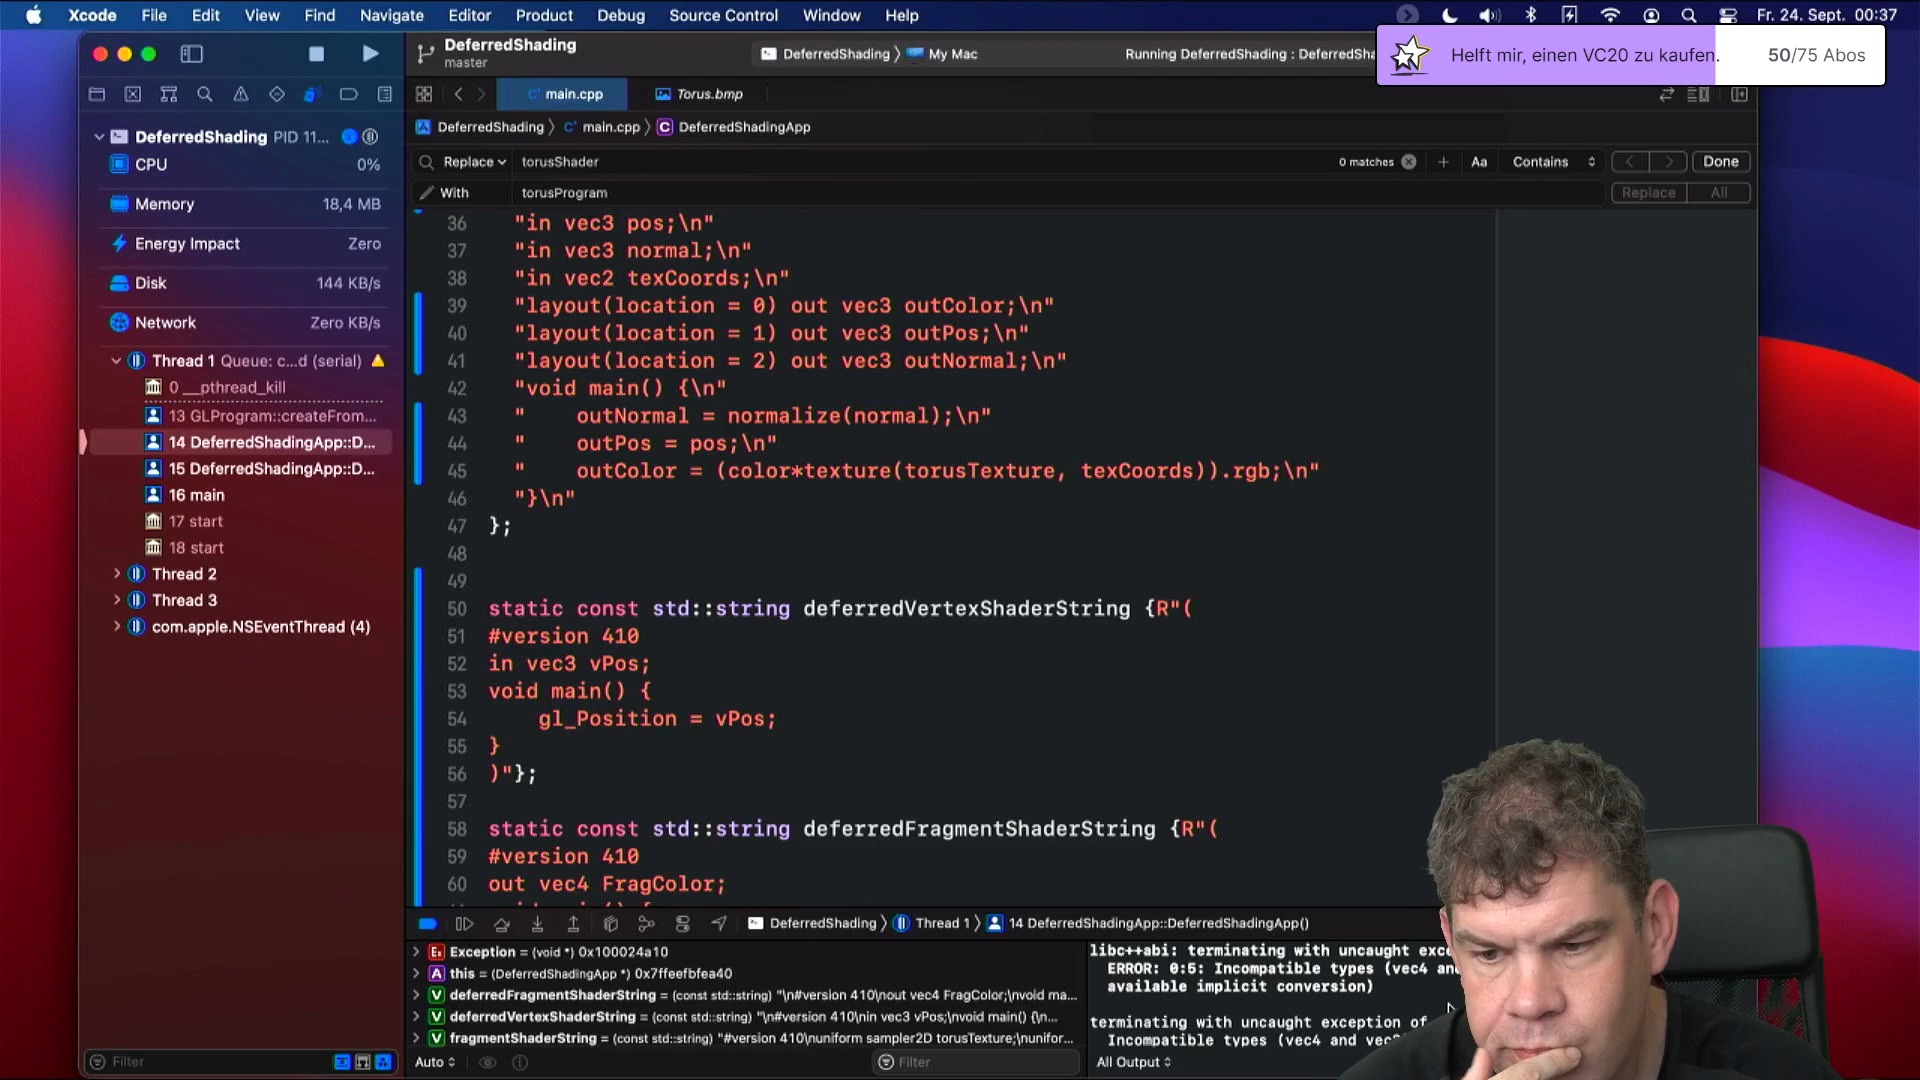 Xcode File Edit View Find Navigate Editor Product Debug Source Control Window Help
Fr. 24. Sept. 00:37
Helft mir, einen VC20 zu kaufen. 50/75 Abos
DeferredShading
master
DeferredShading My Mac
Running DeferredShading :
main.cpp
Torus.bmp
DeferredShading main.cpp DeferredShadingApp
Replace torusShader 0 matches Aa Contains Done
With torusProgram Replace All
DeferredShading PID 11...
CPU 0%
Memory 18,4 MB
Energy Impact Zero
Disk 144 KB/s
Network Zero KB/s
Thread 1 Queue: c...d (serial)
0 __pthread_kill
13 GLProgram::createFrom...
14 DeferredShadingApp::D...
15 DeferredShadingApp::D...
16 main
17 start
18 start
Thread 2
Thread 3
com.apple.NSEventThread (4)
Filter
36 "in vec3 pos;\n"
37 "in vec3 normal;\n"
38 "in vec2 texCoords;\n"
39 "layout(location = 0) out vec3 outColor;\n"
40 "layout(location = 1) out vec3 outPos;\n"
41 "layout(location = 2) out vec3 outNormal;\n"
42 "void main() {\n"
43 " outNormal = normalize(normal);\n"
44 " outPos = pos;\n"
45 " outColor = (color*texture(torusTexture, texCoords)).rgb;\n"
46 "}\n"
47 };
48
49
50 static const std::string deferredVertexShaderString {R"(
51 #version 410
52 in vec3 vPos;
53 void main() {
54 gl_Position = vPos;
55 }
56 )"};
57
58 static const std::string deferredFragmentShaderString {R"(
59 #version 410
60 out vec4 FragColor;
DeferredShading Thread 1 14 DeferredShadingApp::DeferredShadingApp()
Exception = (void *) 0x100024a10
this = (DeferredShadingApp *) 0x7ffeefbfea40
deferredFragmentShaderString = (const std::string) "\n#version 410\nout vec4 FragColor;\nvoid ma...
deferredVertexShaderString = (const std::string) "\n#version 410\nin vec3 vPos;\nvoid main() {\n...
fragmentShaderString = (const std::string) "#version 410\nuniform sampler2D torusTexture;\nunifor...
Auto
Filter
libc++abi: terminating with uncaught
ERROR: 0:5: Incompatible types (vec4 and
available implicit conversion)
terminating with uncaught exception of
Incompatible types (vec4 and
All Output